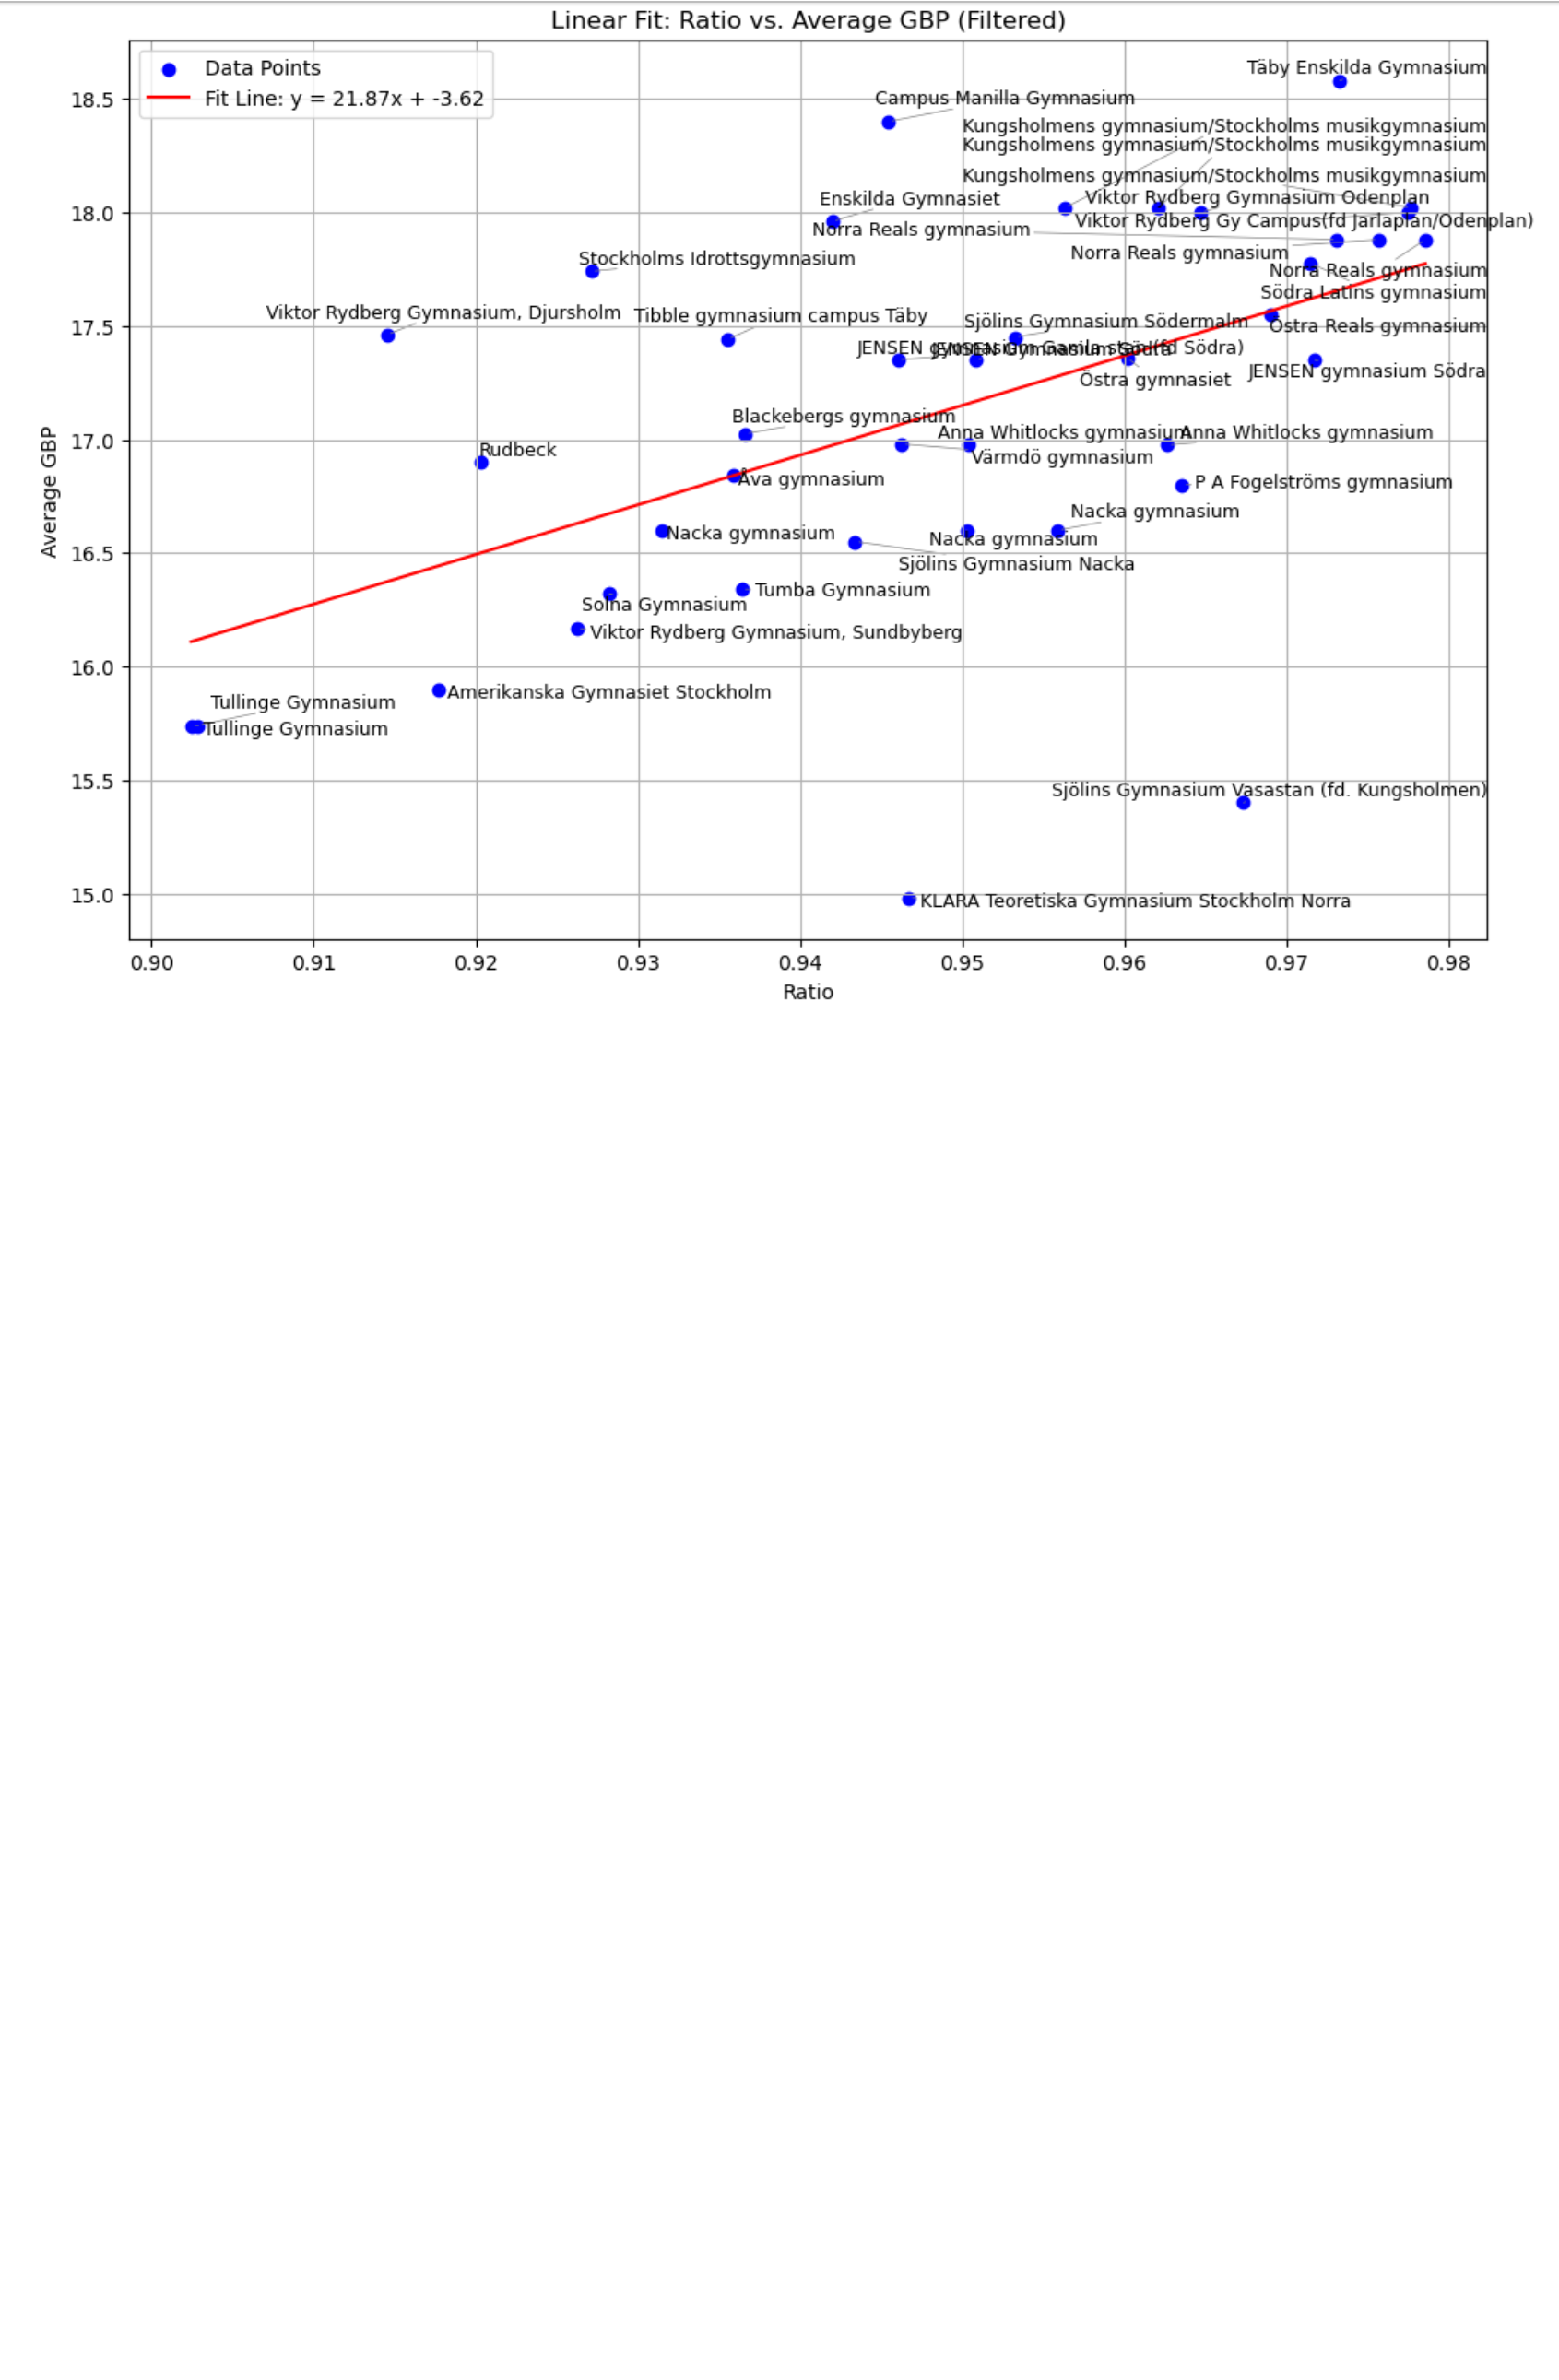 Linear Fit: Ratio vs. Average GBP (Filtered)
Data Points
Fit Line: y = 21.87x + -3.62
Täby Enskilda Gymnasium
Campus Manilla Gymnasium
Kungsholmens gymnasium/Stockholms musikgymnasium
Kungsholmens gymnasium/Stockholms musikgymnasium
Kungsholmens gymnasium/Stockholms musikgymnasium
Enskilda Gymnasiet
Viktor Rydberg Gymnasium Odenplan
Viktor Rydberg Gy Campus(fd Jarlaplan/Odenplan)
Norra Reals gymnasium
Norra Reals gymnasium
Stockholms Idrottsgymnasium
Norra Reals gymnasium
Södra Latins gymnasium
Viktor Rydberg Gymnasium, Djursholm
Tibble gymnasium campus Täby
Sjölins Gymnasium Södermalm
Östra Reals gymnasium
JENSEN gymnasium Gamla stan (fd Södra)
JENSEN Gymnasium Södra
JENSEN gymnasium Södra
Östra gymnasiet
Blackebergs gymnasium
Anna Whitlocks gymnasium
Anna Whitlocks gymnasium
Rudbeck
Värmdö gymnasium
Åva gymnasium
P A Fogelströms gymnasium
Nacka gymnasium
Nacka gymnasium
Nacka gymnasium
Sjölins Gymnasium Nacka
Tumba Gymnasium
Solna Gymnasium
Viktor Rydberg Gymnasium, Sundbyberg
Amerikanska Gymnasiet Stockholm
Tullinge Gymnasium
Tullinge Gymnasium
Sjölins Gymnasium Vasastan (fd. Kungsholmen)
KLARA Teoretiska Gymnasium Stockholm Norra
18.5
18.0
17.5
17.0
16.5
16.0
15.5
15.0
Average GBP
0.90 0.91 0.92 0.93 0.94 0.95 0.96 0.97 0.98
Ratio